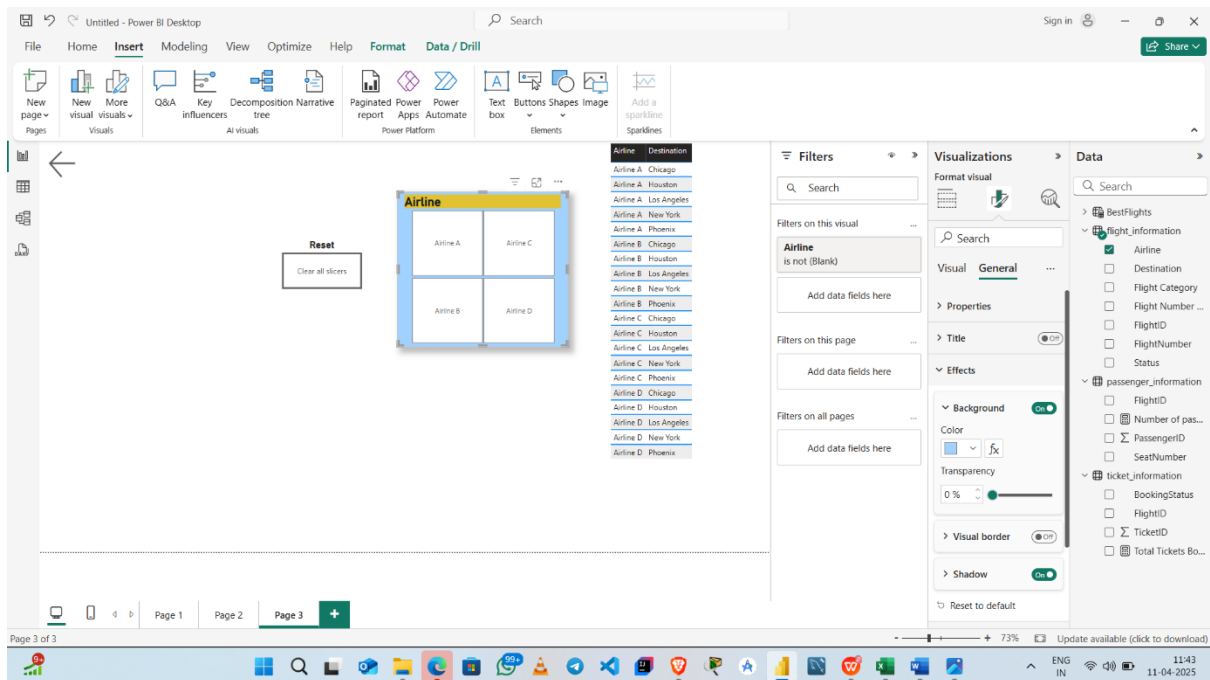 Untitled - Power BI Desktop
Search
Sign in
File Home Insert Modeling View Optimize Help Format Data / Drill
Share
New page
New visual
More visuals
Q&A
Key influencers
Decomposition tree
Narrative
Paginated report
Power Apps
Power Automate
Text box
Buttons
Shapes
Image
Add a sparkline
Pages
Visuals
AI visuals
Power Platform
Elements
Sparklines
Reset
Clear all slicers
Airline
Airline A
Airline C
Airline B
Airline D
Airline Destination
Airline A Chicago
Airline A Houston
Airline A Los Angeles
Airline A New York
Airline A Phoenix
Airline B Chicago
Airline B Houston
Airline B Los Angeles
Airline B New York
Airline B Phoenix
Airline C Chicago
Airline C Houston
Airline C Los Angeles
Airline C New York
Airline C Phoenix
Airline D Chicago
Airline D Houston
Airline D Los Angeles
Airline D New York
Airline D Phoenix
Filters
Search
Filters on this visual ...
Airline
is not (Blank)
Add data fields here
Filters on this page ...
Add data fields here
Filters on all pages ...
Add data fields here
Visualizations
Format visual
Search
Visual General ...
Properties
Title Off
Effects
Background On
Color
fx
Transparency
0 %
Visual border Off
Shadow On
Reset to default
Data
Search
BestFlights
flight_information
Airline
Destination
Flight Category
Flight Number ...
FlightID
FlightNumber
Status
passenger_information
FlightID
Number of pas...
PassengerID
SeatNumber
ticket_information
BookingStatus
FlightID
TicketID
Total Tickets Bo...
Page 1 Page 2 Page 3 +
Page 3 of 3
- + 73%
Update available (click to download)
9+
99+
ENG
IN
11:43
11-04-2025